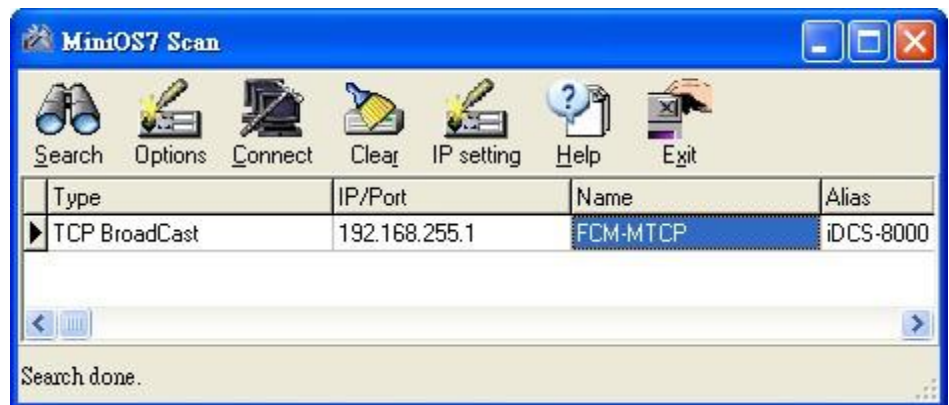 MiniOS7 Scan
Search Options Connect Clear IP setting Help Exit
Type IP/Port Name Alias
TCP BroadCast 192.168.255.1 FCM-MTCP iDCS-8000
Search done.